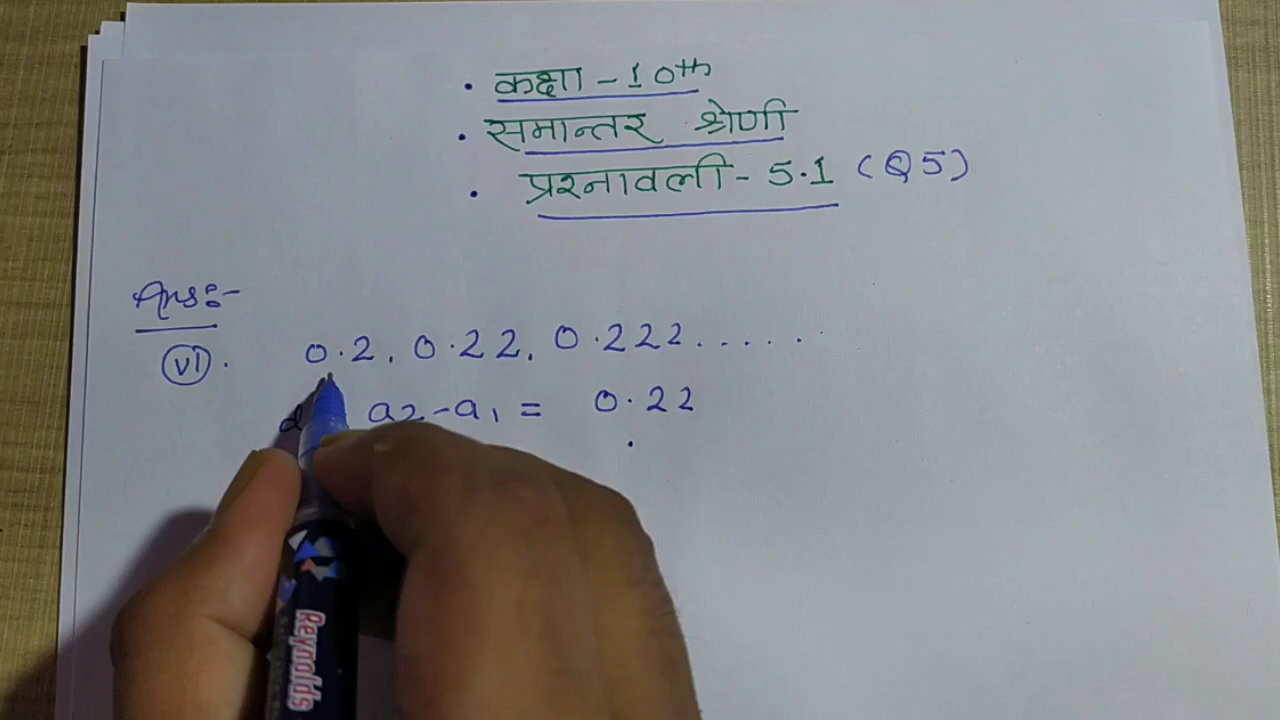 • कक्षा - 10th
• समान्तर श्रेणी
• प्रश्नावली - 5.1 (Q5)
Ans:-
(vi). 0.2, 0.22, 0.222......
d a2-a1 = 0.22
Reynolds